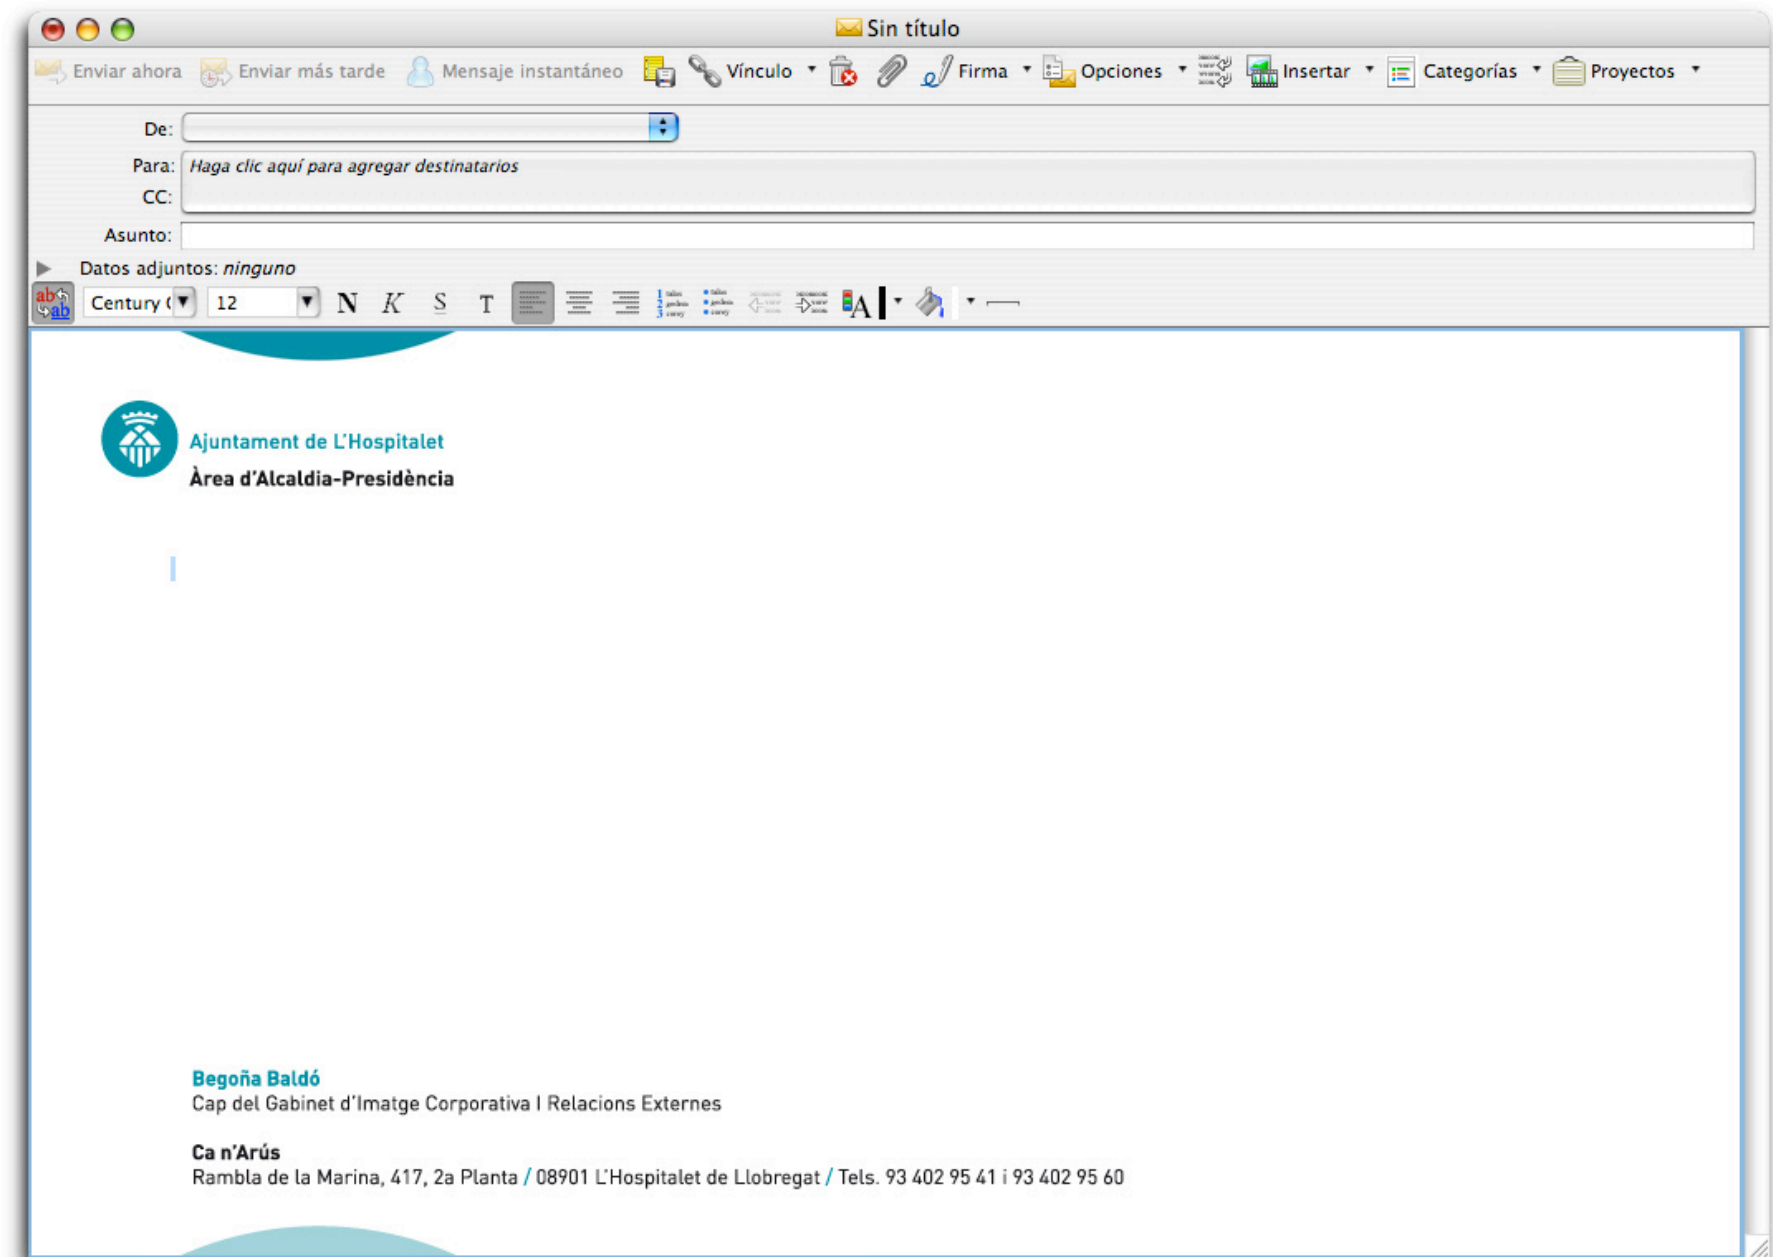 Sin título
Enviar ahora Enviar más tarde Mensaje instantáneo Vínculo Firma Opciones Insertar Categorías Proyectos
De:
Para: Haga clic aquí para agregar destinatarios
CC:
Asunto:
Datos adjuntos: ninguno
Century 12 N K S T
Ajuntament de L'Hospitalet
Àrea d'Alcaldia-Presidència
Begoña Baldó
Cap del Gabinet d'Imatge Corporativa I Relacions Externes
Ca n'Arús
Rambla de la Marina, 417, 2a Planta / 08901 L'Hospitalet de Llobregat / Tels. 93 402 95 41 i 93 402 95 60